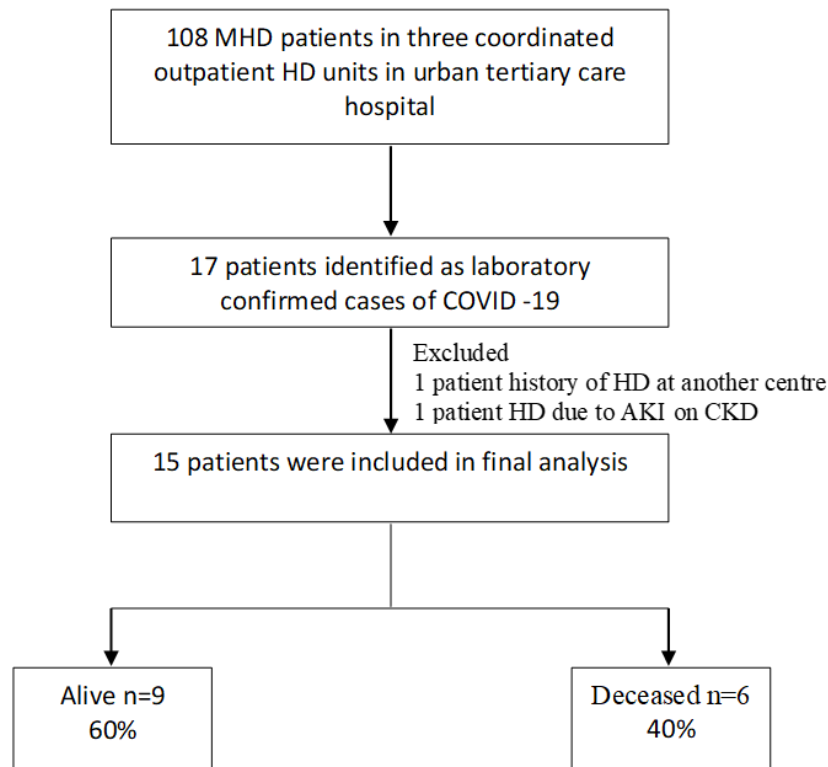 108 MHD patients in three coordinated
outpatient HD units in urban tertiary care
hospital
17 patients identified as laboratory
confirmed cases of COVID -19
Excluded
1 patient history of HD at another centre
1 patient HD due to AKI on CKD
15 patients were included in final analysis
Alive n=9
60%
Deceased n=6
40%